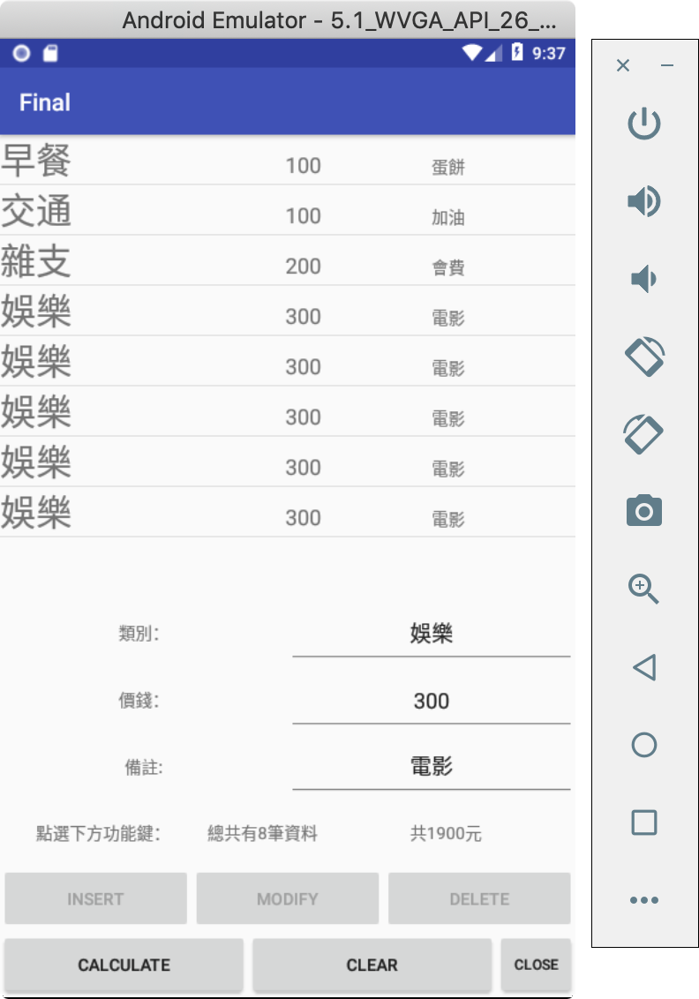 Android Emulator - 5.1_WVGA_API_26_...
9:37
Final
早餐 100 蛋餅
交通 100 加油
雜支 200 會費
娛樂 300 電影
娛樂 300 電影
娛樂 300 電影
娛樂 300 電影
娛樂 300 電影
類別： 娛樂
價錢： 300
備註: 電影
點選下方功能鍵： 總共有8筆資料 共1900元
INSERT MODIFY DELETE
CALCULATE CLEAR CLOSE